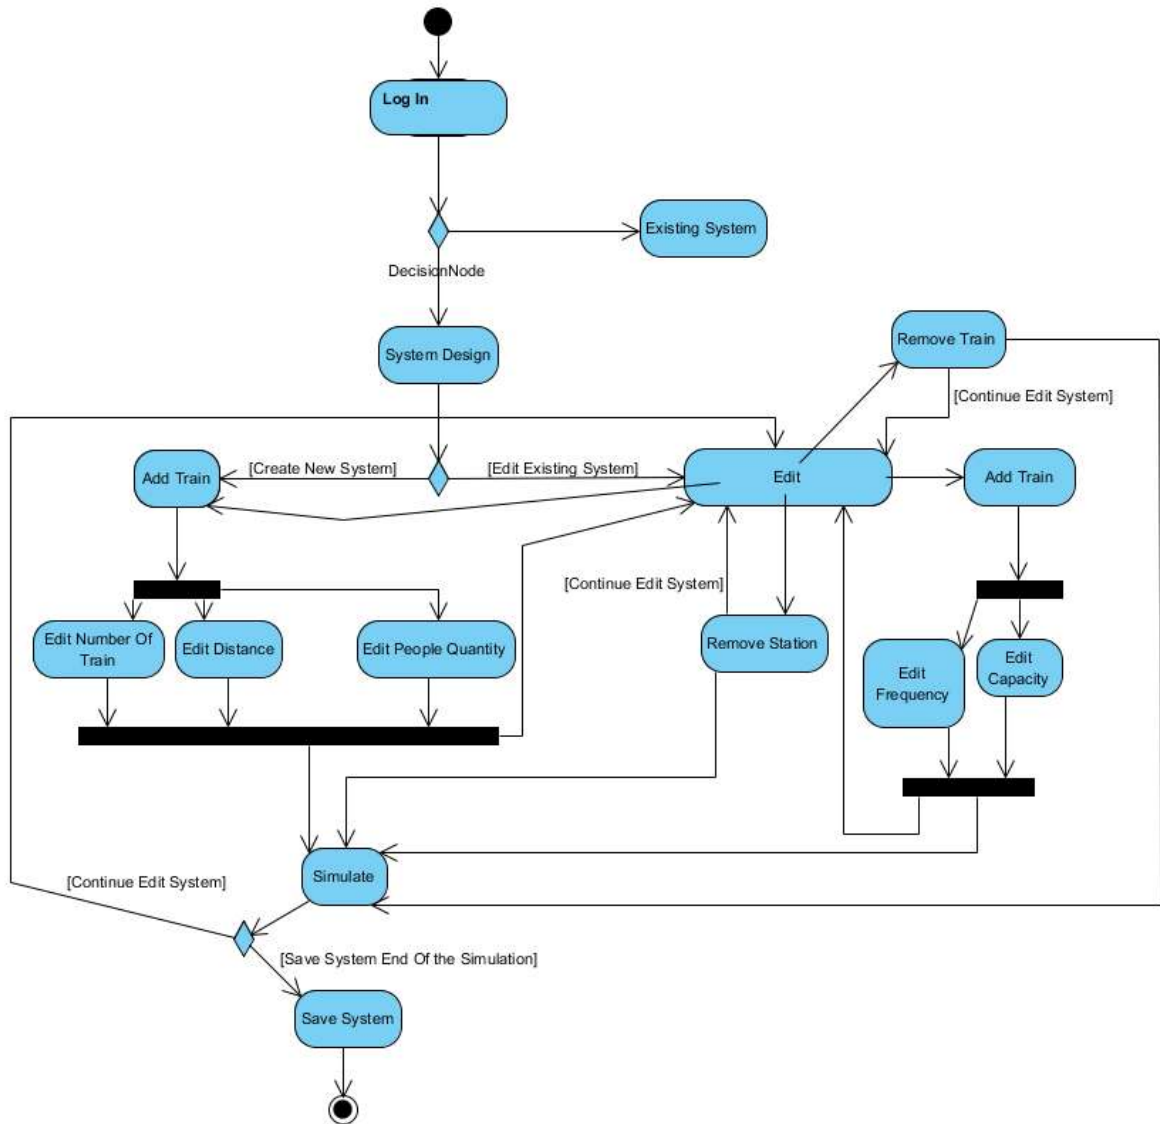 Log In
Existing System
DecisionNode
System Design
Remove Train
[Continue Edit System]
Add Train
[Create New System]
[Edit Existing System]
Edit
Add Train
[Continue Edit System]
Edit Number Of
Train
Edit Distance
Edit People Quantity
Remove Station
Edit
Frequency
Edit
Capacity
Simulate
[Continue Edit System]
[Save System End Of the Simulation]
Save System